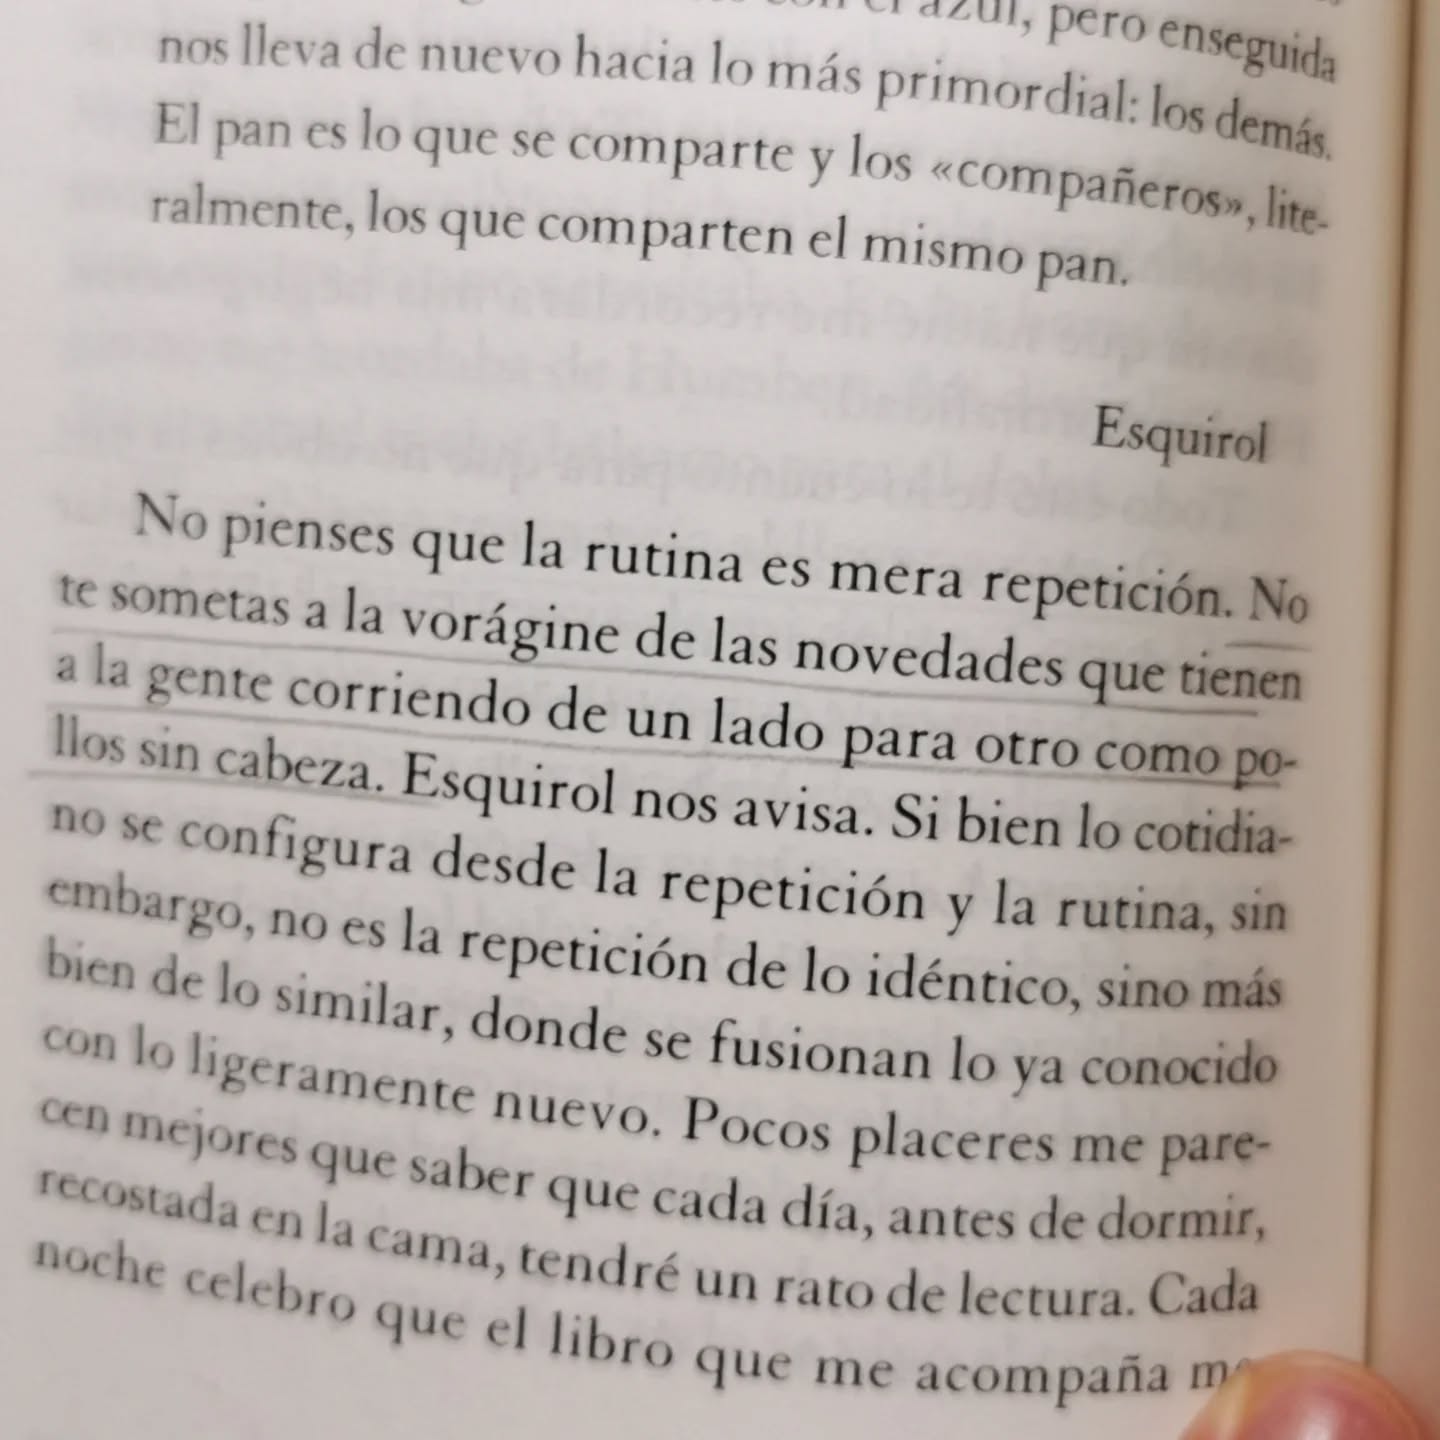 el azul, pero enseguida
nos lleva de nuevo hacia lo más primordial: los demás.
El pan es lo que se comparte y los «compañeros», lite-
ralmente, los que comparten el mismo pan.
Esquirol
No pienses que la rutina es mera repetición. No
te sometas a la vorágine de las novedades que tienen
a la gente corriendo de un lado para otro como po-
llos sin cabeza. Esquirol nos avisa. Si bien lo cotidia-
no se configura desde la repetición y la rutina, sin
embargo, no es la repetición de lo idéntico, sino más
bien de lo similar, donde se fusionan lo ya conocido
con lo ligeramente nuevo. Pocos placeres me pare-
cen mejores que saber que cada día, antes de dormir,
recostada en la cama, tendré un rato de lectura. Cada
noche celebro que el libro que me acompaña